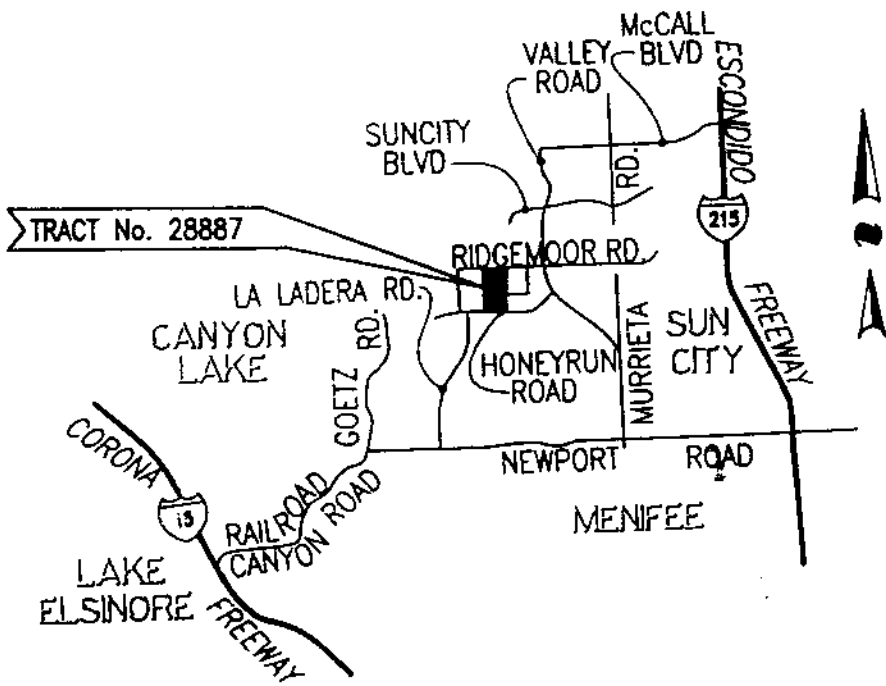 McCALL
BLVD
VALLEY
ROAD
ESCONDIDO
SUNCITY
BLVD
RD.
215
TRACT No. 28887
RIDGEMOOR RD.
LA LADERA RD.
CANYON
LAKE
GOETZ
RD.
HONEYRUN
ROAD
MURRIETA
SUN
CITY
FREEWAY
CORONA
NEWPORT ROAD
15
RAILROAD
CANYON ROAD
MENIFEE
LAKE
ELSINORE
FREEWAY